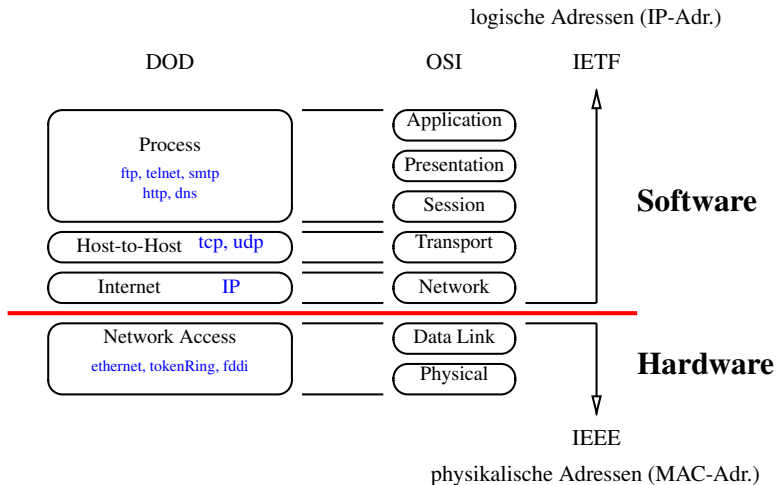 logische Adressen (IP-Adr.)
DOD OSI IETF
Application
Process
Presentation
ftp, telnet, smtp
http, dns
Session
Software
Host-to-Host tcp, udp Transport
Internet IP Network
Network Access Data Link
ethernet, tokenRing, fddi
Hardware
Physical
IEEE
physikalische Adressen (MAC-Adr.)